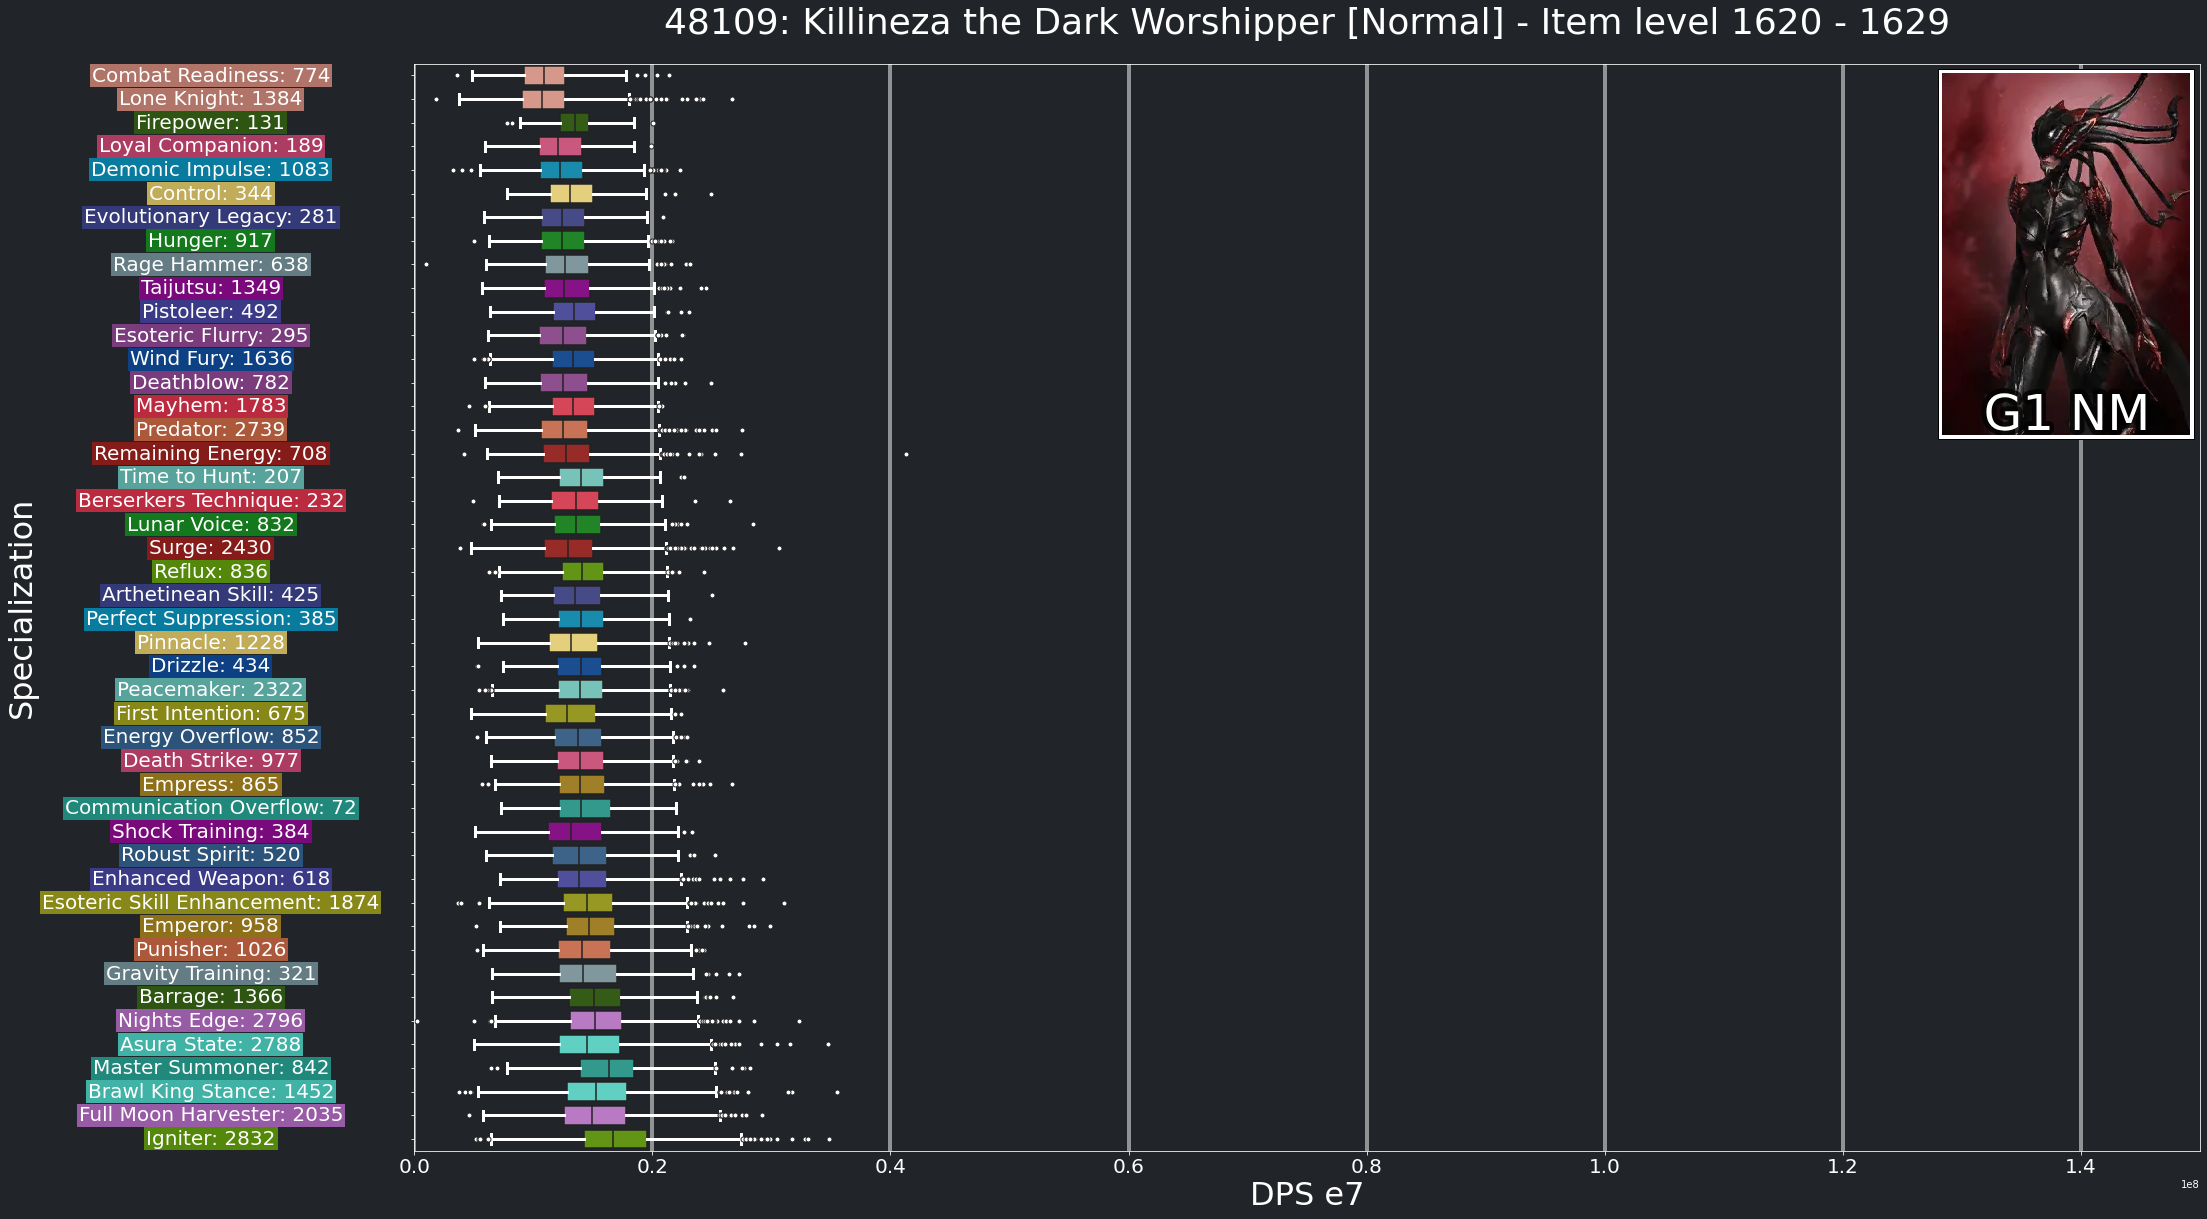 48109: Killineza the Dark Worshipper [Normal] - Item level 1620 - 1629
Specialization
Combat Readiness: 774
Lone Knight: 1384
Firepower: 131
Loyal Companion: 189
Demonic Impulse: 1083
Control: 344
Evolutionary Legacy: 281
Hunger: 917
Rage Hammer: 638
Taijutsu: 1349
Pistoleer: 492
Esoteric Flurry: 295
Wind Fury: 1636
Deathblow: 782
Mayhem: 1783
Predator: 2739
Remaining Energy: 708
Time to Hunt: 207
Berserkers Technique: 232
Lunar Voice: 832
Surge: 2430
Reflux: 836
Arthetinean Skill: 425
Perfect Suppression: 385
Pinnacle: 1228
Drizzle: 434
Peacemaker: 2322
First Intention: 675
Energy Overflow: 852
Death Strike: 977
Empress: 865
Communication Overflow: 72
Shock Training: 384
Robust Spirit: 520
Enhanced Weapon: 618
Esoteric Skill Enhancement: 1874
Emperor: 958
Punisher: 1026
Gravity Training: 321
Barrage: 1366
Nights Edge: 2796
Asura State: 2788
Master Summoner: 842
Brawl King Stance: 1452
Full Moon Harvester: 2035
Igniter: 2832
G1 NM
0.0 0.2 0.4 0.6 0.8 1.0 1.2 1.4
1e8
DPS e7